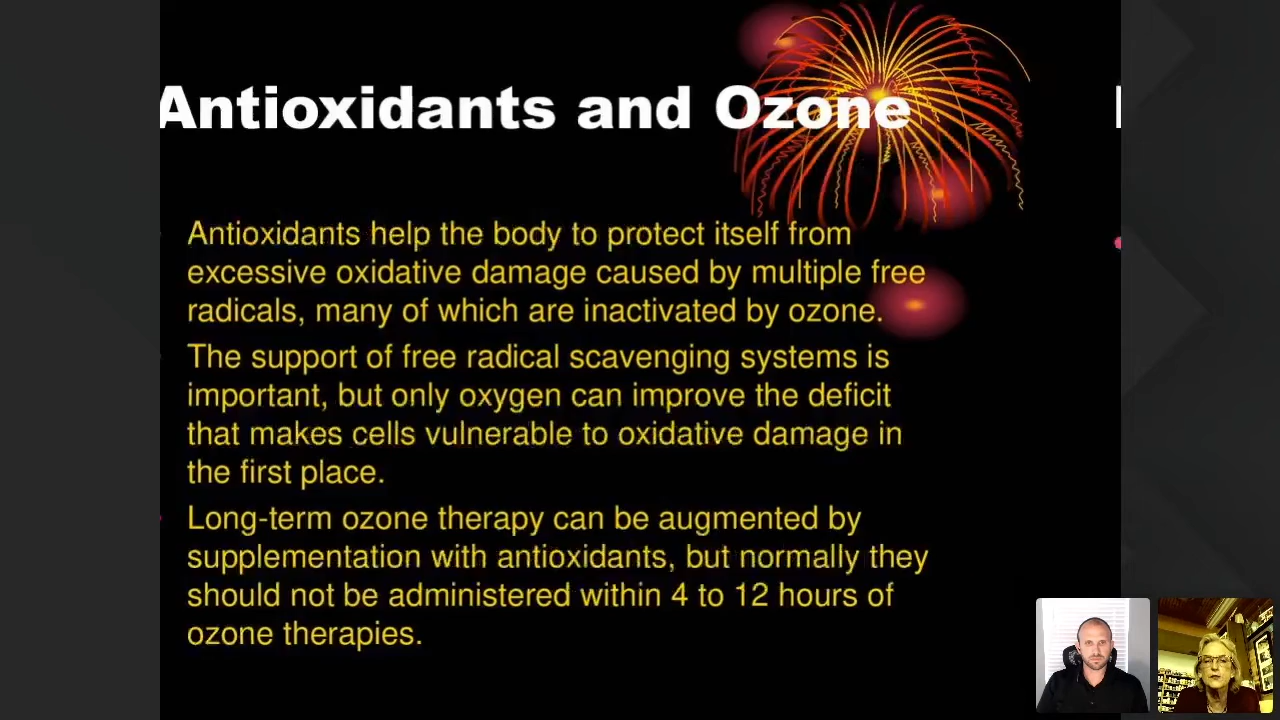 Antioxidants and Ozone
Antioxidants help the body to protect itself from
excessive oxidative damage caused by multiple free
radicals, many of which are inactivated by ozone.
The support of free radical scavenging systems is
important, but only oxygen can improve the deficit
that makes cells vulnerable to oxidative damage in
the first place.
Long-term ozone therapy can be augmented by
supplementation with antioxidants, but normally they
should not be administered within 4 to 12 hours of
ozone therapies.